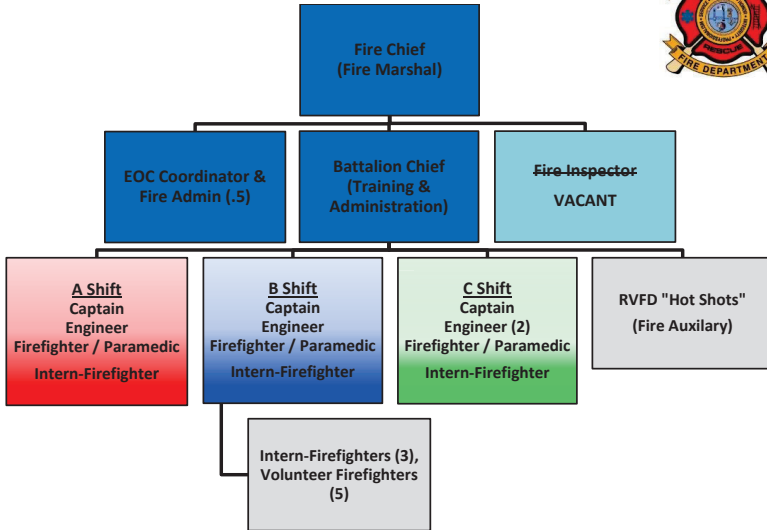 Fire Chief
(Fire Marshal)
RESCUE
FIRE DEPARTMENT
EOC Coordinator &
Fire Admin (.5)
Battalion Chief
(Training &
Administration)
Fire Inspector
VACANT
A Shift
Captain
Engineer
Firefighter / Paramedic
Intern-Firefighter
B Shift
Captain
Engineer
Firefighter / Paramedic
Intern-Firefighter
C Shift
Captain
Engineer (2)
Firefighter / Paramedic
Intern-Firefighter
RVFD "Hot Shots"
(Fire Auxilary)
Intern-Firefighters (3),
Volunteer Firefighters
(5)